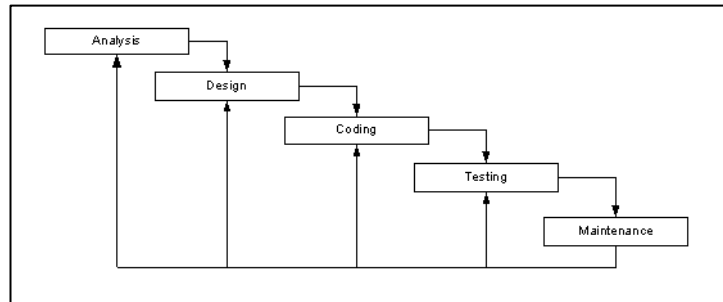 Analysis
Design
Coding
Testing
Maintenance